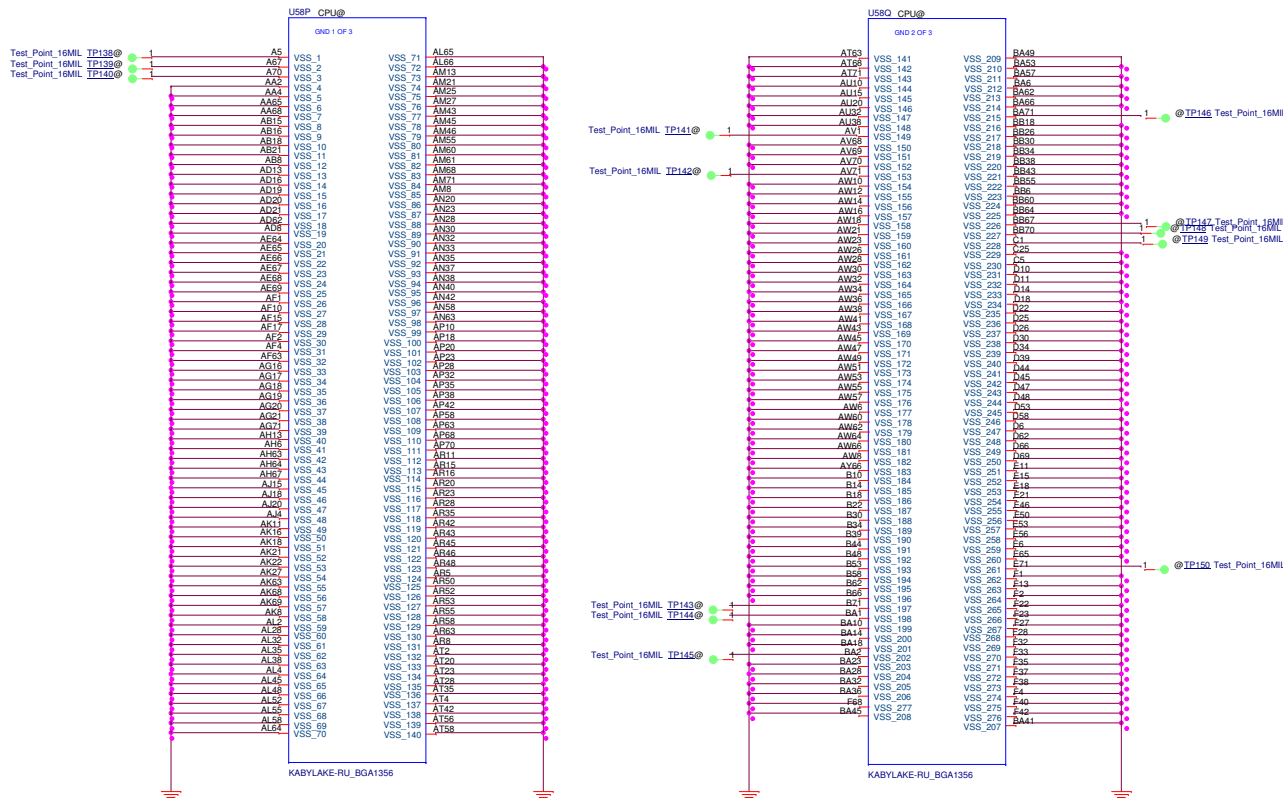 U58P CPU@
GND 1 OF 3
Test_Point_16MIL TP138@ 1 A5 VSS_1 VSS_71 AL65
Test_Point_16MIL TP139@ 1 A67 VSS_2 VSS_72 AL66
Test_Point_16MIL TP140@ 1 A70 VSS_3 VSS_73 AM13
AA2 VSS_4 VSS_74 AM21
AA4 VSS_5 VSS_75 AM25
AA65 VSS_6 VSS_76 AM27
AA68 VSS_7 VSS_77 AM43
AB15 VSS_8 VSS_78 AM45
AB16 VSS_9 VSS_79 AM46
AB18 VSS_10 VSS_80 AM55
AB21 VSS_11 VSS_81 AM60
AB8 VSS_12 VSS_82 AM61
AD13 VSS_13 VSS_83 AM68
AD16 VSS_14 VSS_84 AM71
AD19 VSS_15 VSS_85 AM8
AD20 VSS_16 VSS_86 AN20
AD21 VSS_17 VSS_87 AN23
AD62 VSS_18 VSS_88 AN28
AD8 VSS_19 VSS_89 AN30
AE64 VSS_20 VSS_90 AN32
AE65 VSS_21 VSS_91 AN33
AE66 VSS_22 VSS_92 AN35
AE67 VSS_23 VSS_93 AN37
AE68 VSS_24 VSS_94 AN38
AE69 VSS_25 VSS_95 AN40
AF1 VSS_26 VSS_96 AN42
AF10 VSS_27 VSS_97 AN58
AF15 VSS_28 VSS_98 AN63
AF17 VSS_29 VSS_99 AP10
AF2 VSS_30 VSS_100 AP18
AF4 VSS_31 VSS_101 AP20
AF63 VSS_32 VSS_102 AP23
AG16 VSS_33 VSS_103 AP28
AG17 VSS_34 VSS_104 AP32
AG18 VSS_35 VSS_105 AP35
AG19 VSS_36 VSS_106 AP38
AG20 VSS_37 VSS_107 AP42
AG21 VSS_38 VSS_108 AP58
AG71 VSS_39 VSS_109 AP63
AH13 VSS_40 VSS_110 AP68
AH6 VSS_41 VSS_111 AP70
AH63 VSS_42 VSS_112 AR11
AH64 VSS_43 VSS_113 AR15
AH67 VSS_44 VSS_114 AR16
AJ15 VSS_45 VSS_115 AR20
AJ18 VSS_46 VSS_116 AR23
AJ20 VSS_47 VSS_117 AR28
AJ4 VSS_48 VSS_118 AR35
AK11 VSS_49 VSS_119 AR42
AK16 VSS_50 VSS_120 AR43
AK18 VSS_51 VSS_121 AR45
AK21 VSS_52 VSS_122 AR46
AK22 VSS_53 VSS_123 AR48
AK27 VSS_54 VSS_124 AR5
AK63 VSS_55 VSS_125 AR50
AK68 VSS_56 VSS_126 AR52
AK69 VSS_57 VSS_127 AR53
AK8 VSS_58 VSS_128 AR55
AL2 VSS_59 VSS_129 AR58
AL28 VSS_60 VSS_130 AR63
AL32 VSS_61 VSS_131 AR8
AL35 VSS_62 VSS_132 AT2
AL38 VSS_63 VSS_133 AT20
AL4 VSS_64 VSS_134 AT23
AL45 VSS_65 VSS_135 AT28
AL48 VSS_66 VSS_136 AT35
AL52 VSS_67 VSS_137 AT4
AL55 VSS_68 VSS_138 AT42
AL58 VSS_69 VSS_139 AT56
AL64 VSS_70 VSS_140 AT58
KABYLAKE-RU_BGA1356
U58Q CPU@
GND 2 OF 3
AT63 VSS_141 VSS_209 BA49
AT68 VSS_142 VSS_210 BA53
AT71 VSS_143 VSS_211 BA57
AU10 VSS_144 VSS_212 BA6
AU15 VSS_145 VSS_213 BA62
AU20 VSS_146 VSS_214 BA66
AU32 VSS_147 VSS_215 BA71 1 @ TP146 Test_Point_16MIL
AU38 VSS_148 VSS_216 BB18
Test_Point_16MIL TP141@ 1 AV1 VSS_149 VSS_217 BB26
AV68 VSS_150 VSS_218 BB30
AV69 VSS_151 VSS_219 BB34
AV70 VSS_152 VSS_220 BB38
Test_Point_16MIL TP142@ 1 AV71 VSS_153 VSS_221 BB43
AW10 VSS_154 VSS_222 BB55
AW12 VSS_155 VSS_223 BB6
AW14 VSS_156 VSS_224 BB60
AW16 VSS_157 VSS_225 BB64
AW18 VSS_158 VSS_226 BB67 1 @ TP147 Test_Point_16MIL
AW21 VSS_159 VSS_227 BB70 1 @ TP148 Test_Point_16MIL
AW23 VSS_160 VSS_228 C1 1 @ TP149 Test_Point_16MIL
AW26 VSS_161 VSS_229 C25
AW28 VSS_162 VSS_230 C5
AW30 VSS_163 VSS_231 D10
AW32 VSS_164 VSS_232 D11
AW34 VSS_165 VSS_233 D14
AW36 VSS_166 VSS_234 D18
AW38 VSS_167 VSS_235 D22
AW41 VSS_168 VSS_236 D25
AW43 VSS_169 VSS_237 D26
AW45 VSS_170 VSS_238 D30
AW47 VSS_171 VSS_239 D34
AW49 VSS_172 VSS_240 D39
AW51 VSS_173 VSS_241 D44
AW53 VSS_174 VSS_242 D45
AW55 VSS_175 VSS_243 D47
AW57 VSS_176 VSS_244 D48
AW6 VSS_177 VSS_245 D53
AW60 VSS_178 VSS_246 D58
AW62 VSS_179 VSS_247 D6
AW64 VSS_180 VSS_248 D62
AW66 VSS_181 VSS_249 D66
AW8 VSS_182 VSS_250 D69
AY66 VSS_183 VSS_251 E11
B10 VSS_184 VSS_252 E15
B14 VSS_185 VSS_253 E18
B18 VSS_186 VSS_254 E21
B22 VSS_187 VSS_255 E46
B30 VSS_188 VSS_256 E50
B34 VSS_189 VSS_257 E53
B39 VSS_190 VSS_258 E56
B44 VSS_191 VSS_259 E6
B48 VSS_192 VSS_260 E65
B53 VSS_193 VSS_261 E71 1 @ TP150 Test_Point_16MIL
B58 VSS_194 VSS_262 F1
B62 VSS_195 VSS_263 F13
B66 VSS_196 VSS_264 F2
Test_Point_16MIL TP143@ 1 B71 VSS_197 VSS_265 F22
Test_Point_16MIL TP144@ 1 BA1 VSS_198 VSS_266 F23
BA10 VSS_199 VSS_267 F27
BA14 VSS_200 VSS_268 F28
BA18 VSS_201 VSS_269 F32
Test_Point_16MIL TP145@ 1 BA2 VSS_202 VSS_270 F33
BA23 VSS_203 VSS_271 F35
BA28 VSS_204 VSS_272 F37
BA32 VSS_205 VSS_273 F38
BA36 VSS_206 VSS_274 F4
F68 VSS_277 VSS_275 F40
BA45 VSS_208 VSS_276 F42
VSS_207 BA41
KABYLAKE-RU_BGA1356